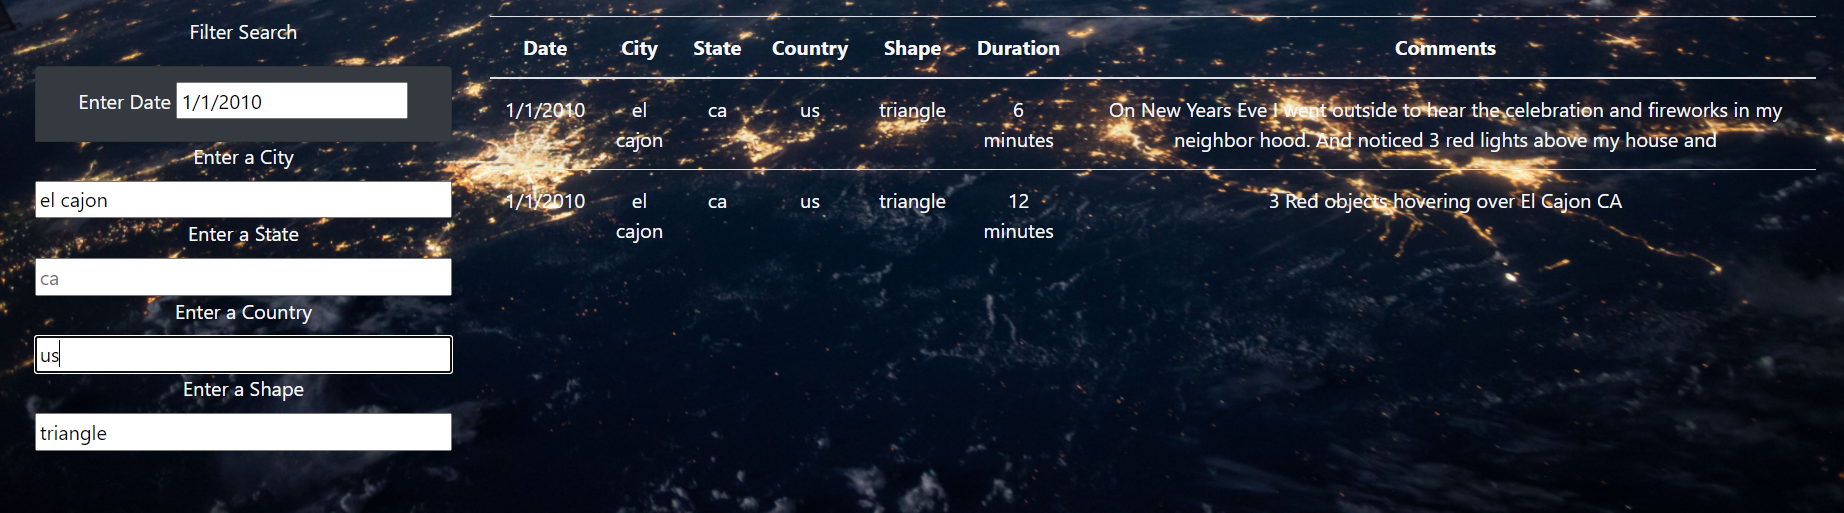 Filter Search
Enter Date 1/1/2010
Enter a City
el cajon
Enter a State
ca
Enter a Country
us
Enter a Shape
triangle
Date City State Country Shape Duration Comments
1/1/2010 el ca us triangle 6 On New Years Eve I went outside to hear the celebration and fireworks in my
cajon minutes neighbor hood. And noticed 3 red lights above my house and
1/1/2010 el ca us triangle 12 3 Red objects hovering over El Cajon CA
cajon minutes